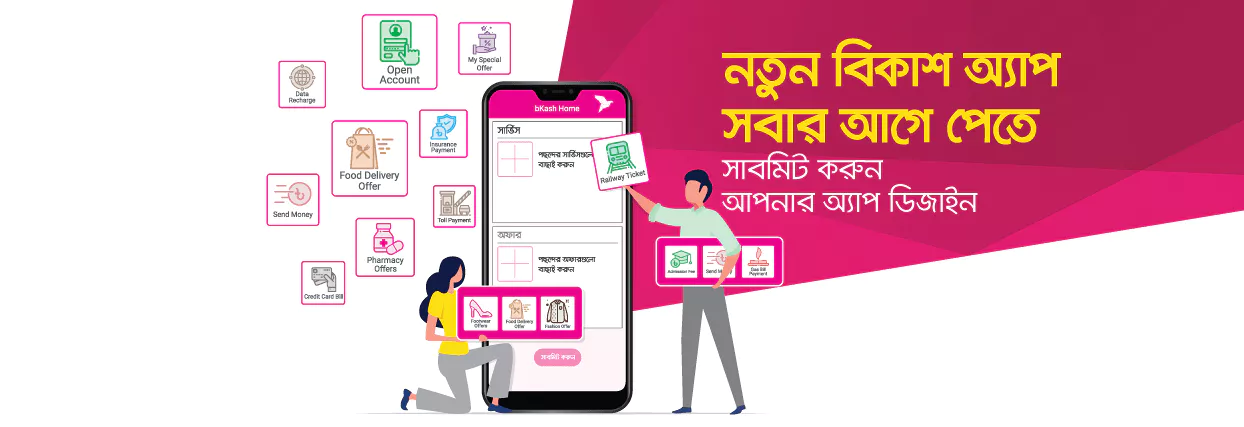 Open
Account
My Special
Offer
Data
Recharge
Insurance
Payment
Food Delivery
Offer
Send Money
Toll Payment
Pharmacy
Offers
Credit Card Bill
bKash Home
সার্ভিস
পছন্দের সার্ভিসগুলো
বাছাই করুন
Railway Ticket
অফার
পছন্দের অফারগুলো
বাছাই করুন
Footwear
Offers
Food Delivery
Offer
Fashion Offer
সাবমিট করুন
Admission Fee
Send Money
Gas Bill
Payment
নতুন বিকাশ অ্যাপ
সবার আগে পেতে
সাবমিট করুন
আপনার অ্যাপ ডিজাইন